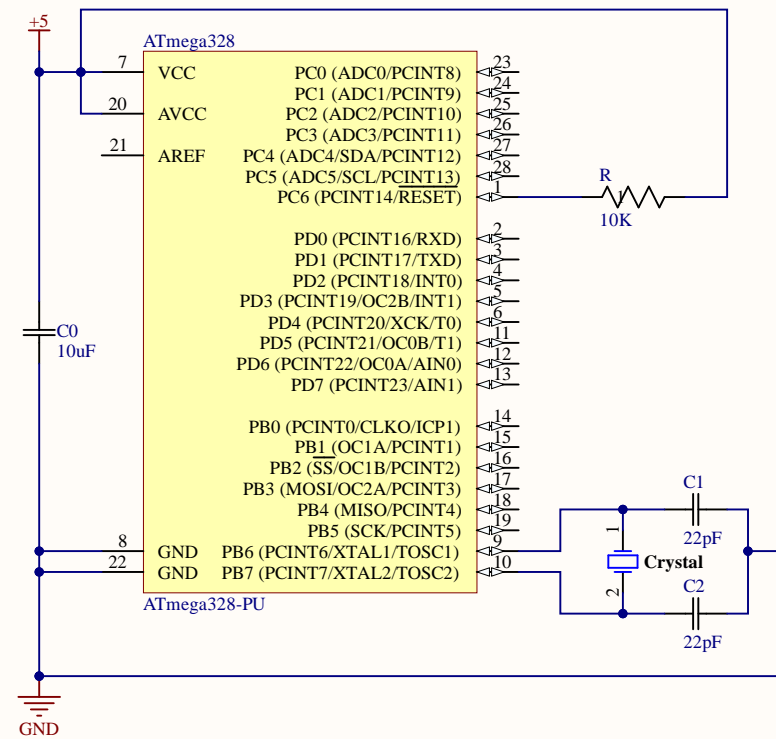 +5
ATmega328
7 VCC
20 AVCC
21 AREF
PC0 (ADC0/PCINT8) 23
PC1 (ADC1/PCINT9) 24
PC2 (ADC2/PCINT10) 25
PC3 (ADC3/PCINT11) 26
PC4 (ADC4/SDA/PCINT12) 27
PC5 (ADC5/SCL/PCINT13) 28
PC6 (PCINT14/RESET) 1
R
1
10K
PD0 (PCINT16/RXD) 2
PD1 (PCINT17/TXD) 3
PD2 (PCINT18/INT0) 4
PD3 (PCINT19/OC2B/INT1) 5
PD4 (PCINT20/XCK/T0) 6
PD5 (PCINT21/OC0B/T1) 11
PD6 (PCINT22/OC0A/AIN0) 12
PD7 (PCINT23/AIN1) 13
C0
10uF
PB0 (PCINT0/CLKO/ICP1) 14
PB1 (OC1A/PCINT1) 15
PB2 (SS/OC1B/PCINT2) 16
PB3 (MOSI/OC2A/PCINT3) 17
PB4 (MISO/PCINT4) 18
PB5 (SCK/PCINT5) 19
8 GND PB6 (PCINT6/XTAL1/TOSC1) 9
22 GND PB7 (PCINT7/XTAL2/TOSC2) 10
C1
22pF
1
Crystal
2
C2
22pF
ATmega328-PU
GND